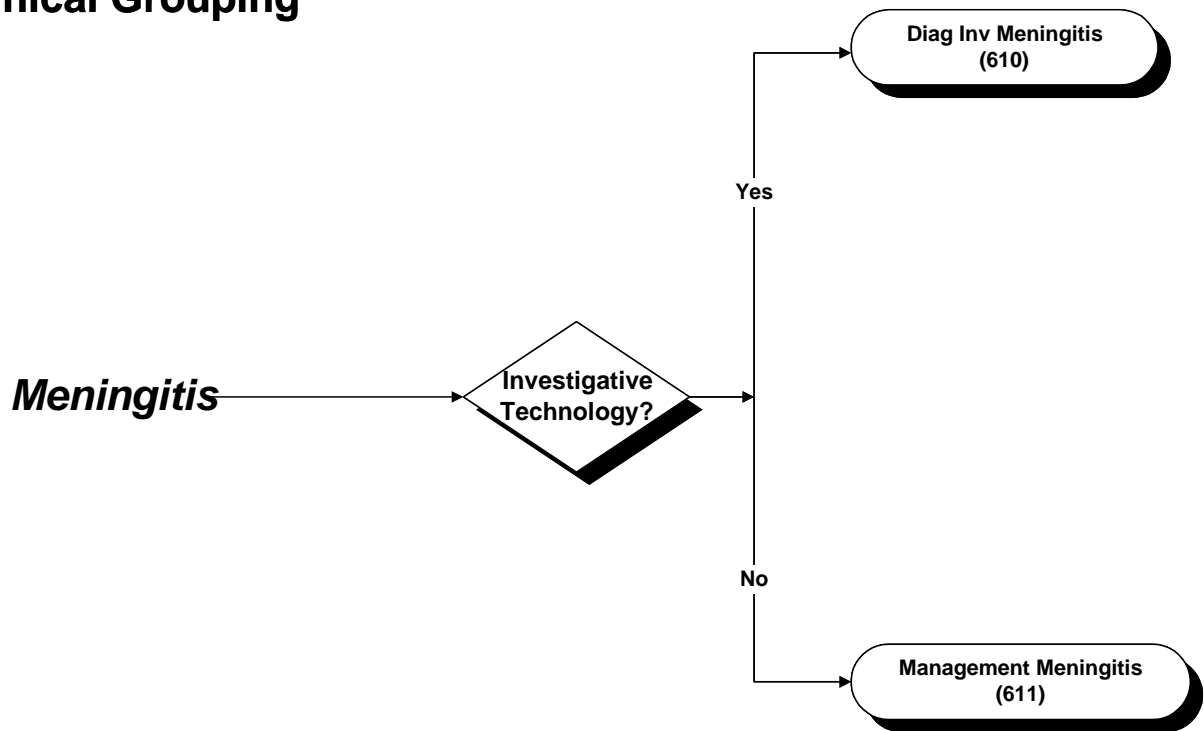 nical Grouping
Diag Inv Meningitis
(610)
Yes
Meningitis
Investigative
Technology?
No
Management Meningitis
(611)